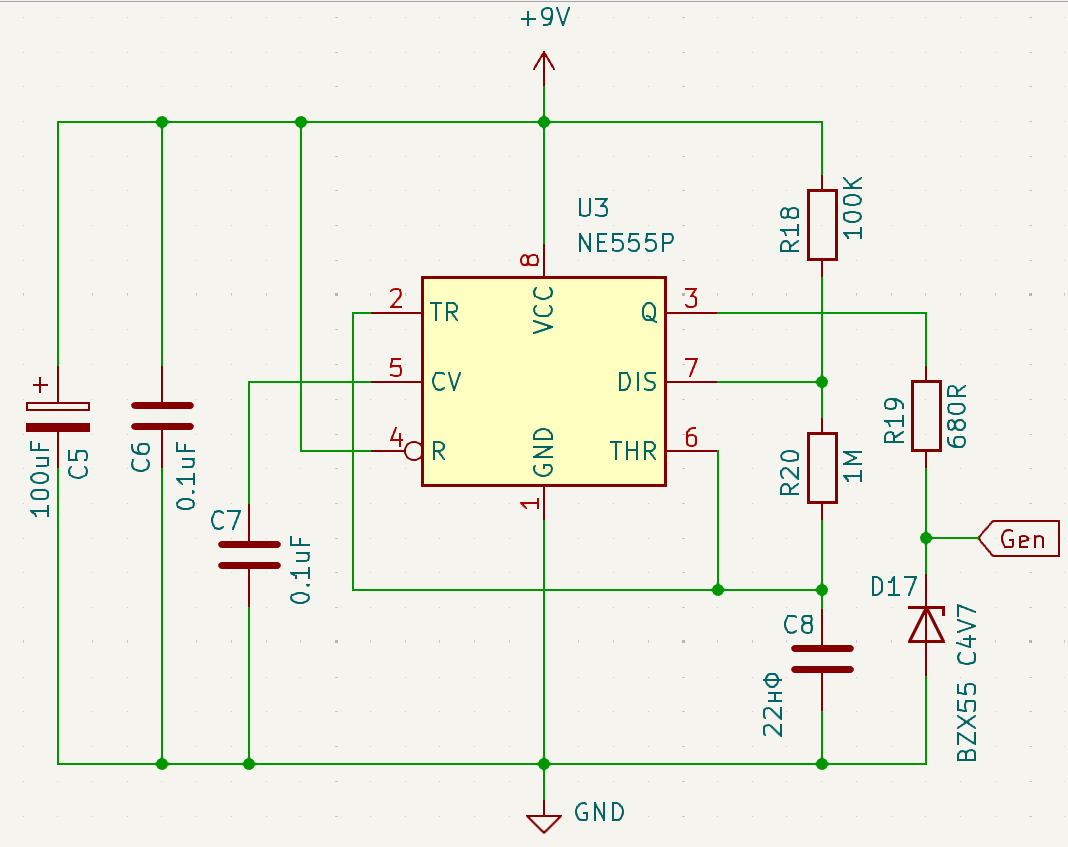 +9V
U3
NE555P
R18
100K
8
VCC
2
TR
Q
3
5
CV
DIS
7
4
R
GND
THR
6
1
+
100uF
C5
C6
0.1uF
C7
0.1uF
R20
1M
R19
680R
Gen
D17
BZX55 C4V7
C8
22нФ
GND